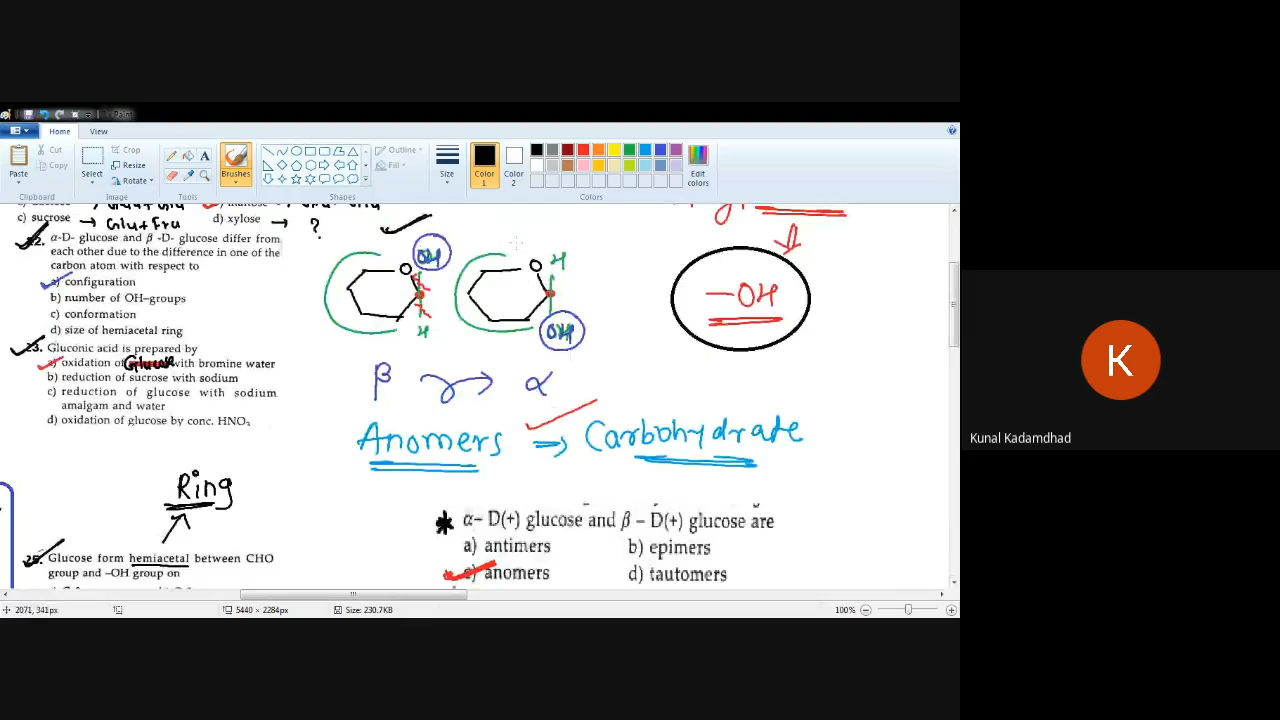 Paint
Home View
Cut
Copy
Paste
Clipboard
Select
Crop
Resize
Rotate
Image
Tools
Brushes
Shapes
Outline
Fill
Size
Color 1
Color 2
Edit colors
Colors
c) sucrose → Glu + Fru d) xylose → ?
22. α-D- glucose and β -D- glucose differ from
each other due to the difference in one of the
carbon atom with respect to
a) configuration
b) number of OH-groups
c) conformation
d) size of hemiacetal ring
23. Gluconic acid is prepared by
a) oxidation of Glucose with bromine water
b) reduction of sucrose with sodium
c) reduction of glucose with sodium
amalgam and water
d) oxidation of glucose by conc. HNO₃
O OH
H
O H
OH
β → α
-OH
Anomers ⇒ Carbohydrate
Ring
25. Glucose form hemiacetal between CHO
group and –OH group on
* α– D(+) glucose and β – D(+) glucose are
a) antimers b) epimers
c) anomers d) tautomers
2071, 341px
5440 × 2284px
Size: 230.7KB
100%
K
Kunal Kadamdhad